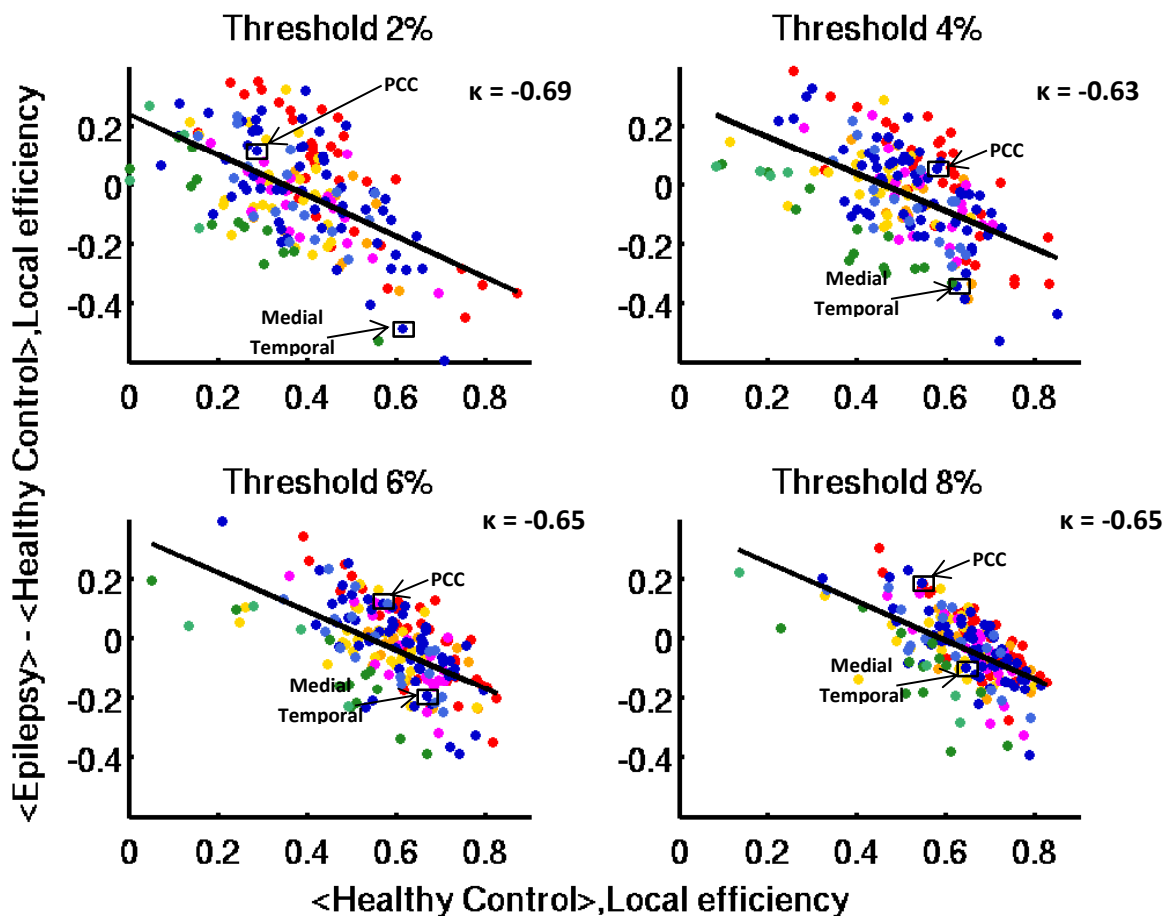 Threshold 2%
Threshold 4%
PCC
κ = -0.69
κ = -0.63
0.2
0
-0.2
-0.4
PCC
Medial
Temporal
0.2
0
-0.2
-0.4
Medial
Temporal
0 0.2 0.4 0.6 0.8
0 0.2 0.4 0.6 0.8
<Epilepsy> - <Healthy Control>,Local efficiency
Threshold 6%
Threshold 8%
κ = -0.65
κ = -0.65
0.2
0
-0.2
-0.4
PCC
Medial
Temporal
0.2
0
-0.2
-0.4
PCC
Medial
Temporal
0 0.2 0.4 0.6 0.8
0 0.2 0.4 0.6 0.8
<Healthy Control>,Local efficiency